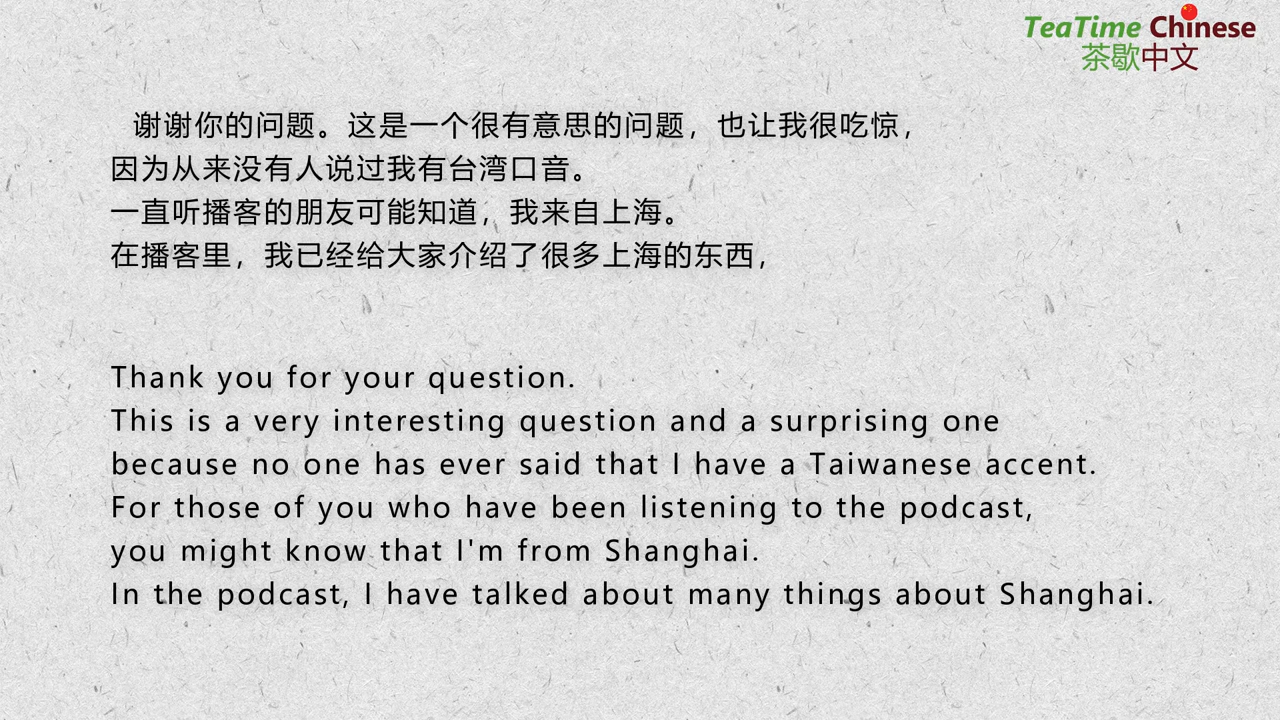 TeaTime Chinese
茶歇中文
谢谢你的问题。这是一个很有意思的问题，也让我很吃惊，
因为从来没有人说过我有台湾口音。
一直听播客的朋友可能知道，我来自上海。
在播客里，我已经给大家介绍了很多上海的东西，
Thank you for your question.
This is a very interesting question and a surprising one
because no one has ever said that I have a Taiwanese accent.
For those of you who have been listening to the podcast,
you might know that I'm from Shanghai.
In the podcast, I have talked about many things about Shanghai.